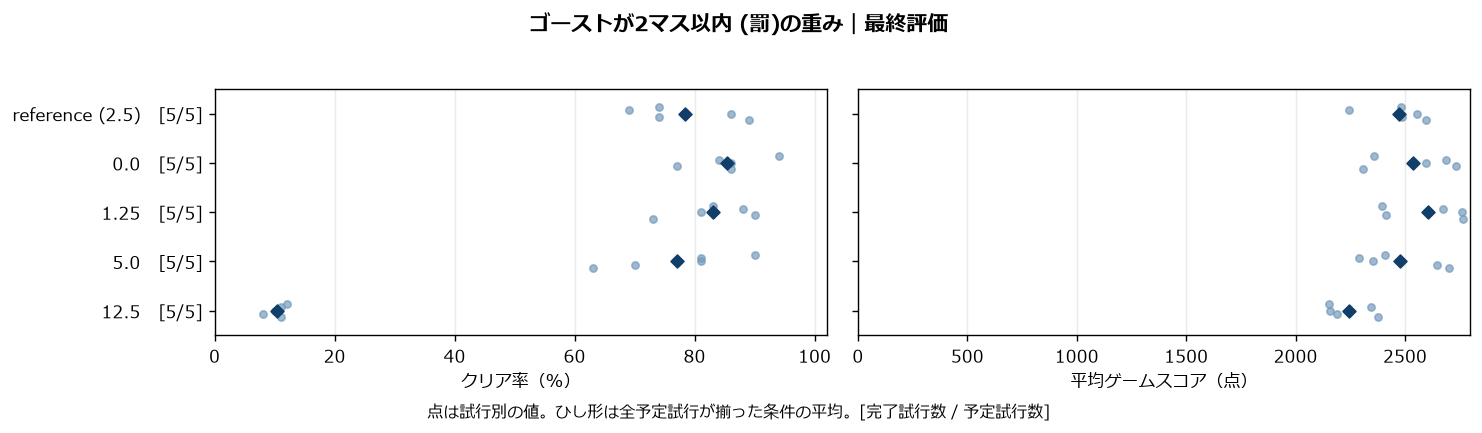 ゴーストが2マス以内 (罰)の重み｜最終評価
reference (2.5) [5/5]
0.0 [5/5]
1.25 [5/5]
5.0 [5/5]
12.5 [5/5]
0 20 40 60 80 100
クリア率（%）
0 500 1000 1500 2000 2500
平均ゲームスコア（点）
点は試行別の値。ひし形は全予定試行が揃った条件の平均。[完了試行数 / 予定試行数]